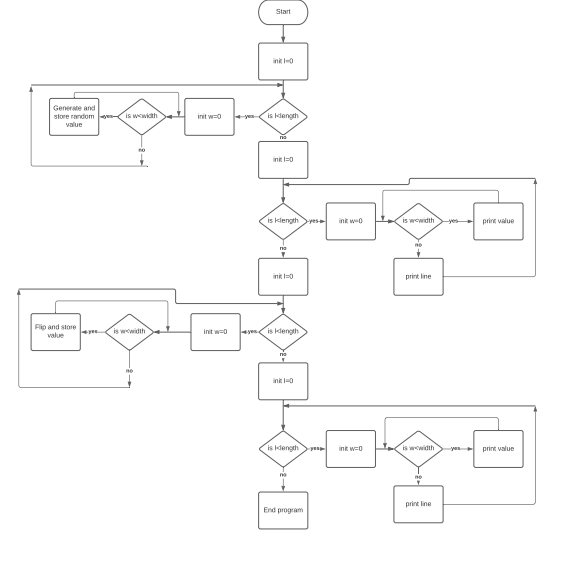 Start
init l=0
Generate and
store random
value
yes
is w<width
init w=0
yes
is l<length
no
no
init l=0
is l<length
yes
init w=0
is w<width
yes
print value
no
no
init l=0
print line
Flip and store
value
yes
is w<width
init w=0
yes
is l<length
no
no
init l=0
is l<length
yes
init w=0
is w<width
yes
print value
no
no
End program
print line